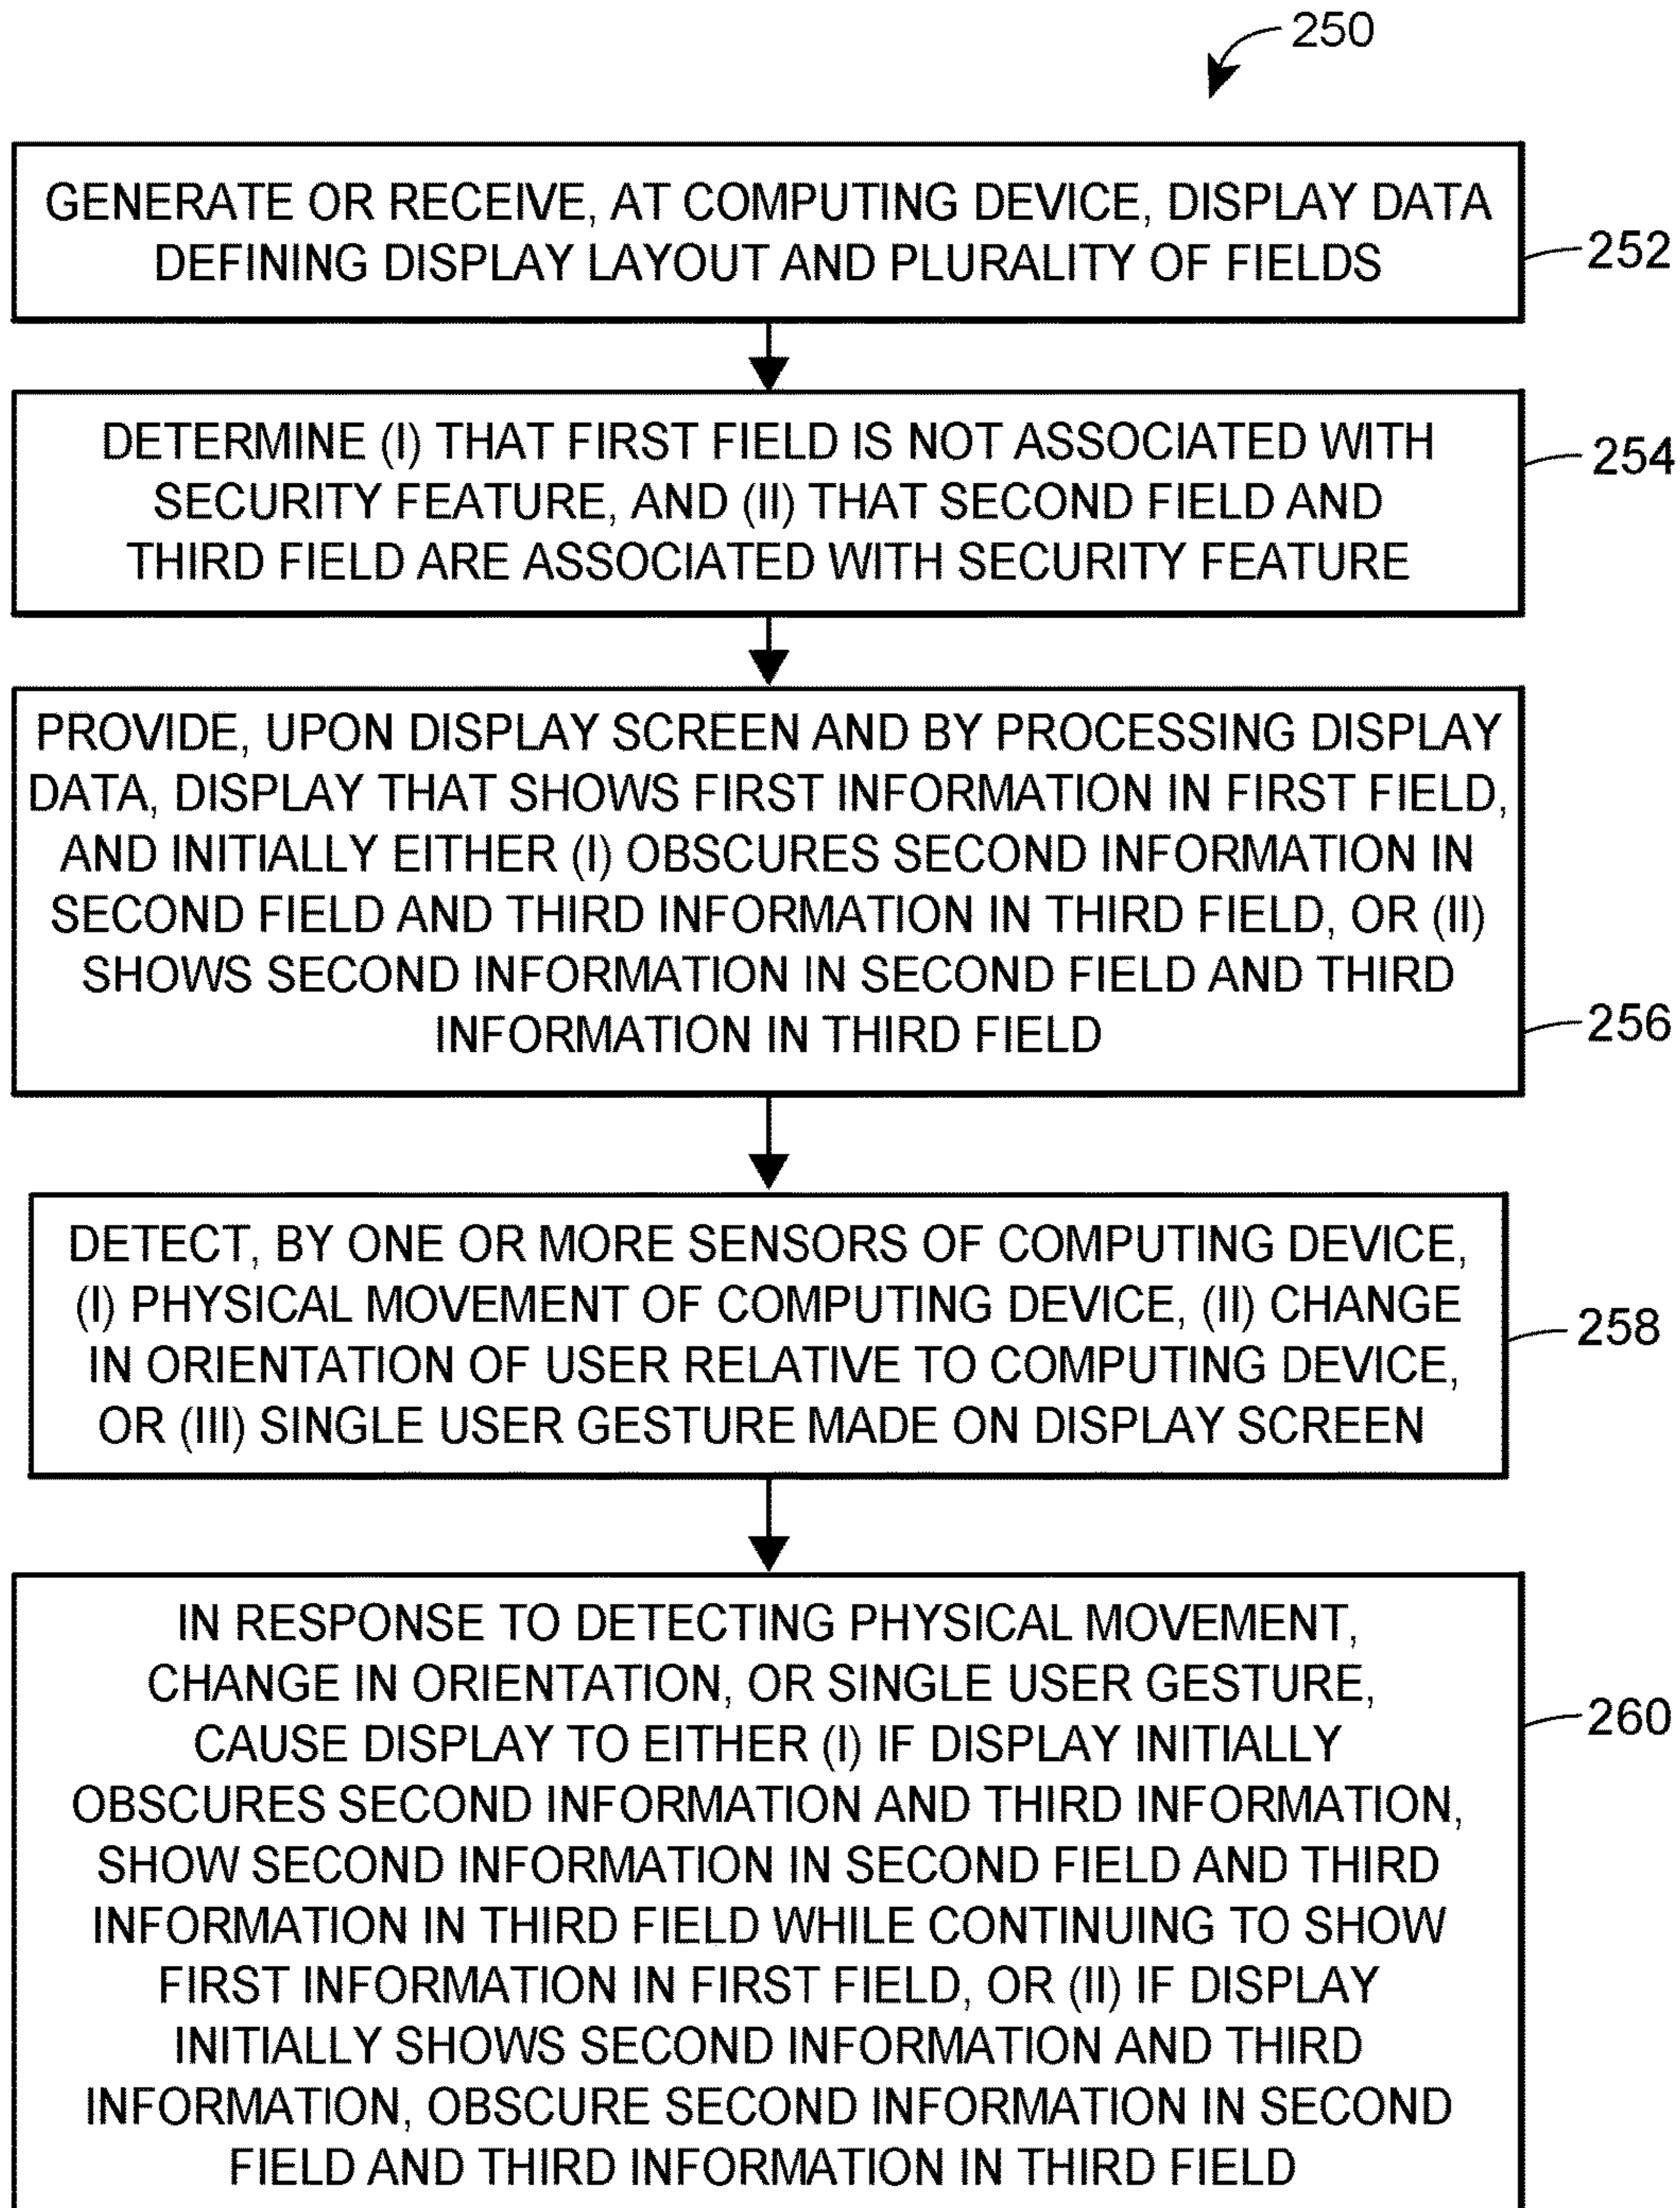 250
GENERATE OR RECEIVE, AT COMPUTING DEVICE, DISPLAY DATA
DEFINING DISPLAY LAYOUT AND PLURALITY OF FIELDS
252
DETERMINE (I) THAT FIRST FIELD IS NOT ASSOCIATED WITH
SECURITY FEATURE, AND (II) THAT SECOND FIELD AND
THIRD FIELD ARE ASSOCIATED WITH SECURITY FEATURE
254
PROVIDE, UPON DISPLAY SCREEN AND BY PROCESSING DISPLAY
DATA, DISPLAY THAT SHOWS FIRST INFORMATION IN FIRST FIELD,
AND INITIALLY EITHER (I) OBSCURES SECOND INFORMATION IN
SECOND FIELD AND THIRD INFORMATION IN THIRD FIELD, OR (II)
SHOWS SECOND INFORMATION IN SECOND FIELD AND THIRD
INFORMATION IN THIRD FIELD
256
DETECT, BY ONE OR MORE SENSORS OF COMPUTING DEVICE,
(I) PHYSICAL MOVEMENT OF COMPUTING DEVICE, (II) CHANGE
IN ORIENTATION OF USER RELATIVE TO COMPUTING DEVICE,
OR (III) SINGLE USER GESTURE MADE ON DISPLAY SCREEN
258
IN RESPONSE TO DETECTING PHYSICAL MOVEMENT,
CHANGE IN ORIENTATION, OR SINGLE USER GESTURE,
CAUSE DISPLAY TO EITHER (I) IF DISPLAY INITIALLY
OBSCURES SECOND INFORMATION AND THIRD INFORMATION,
SHOW SECOND INFORMATION IN SECOND FIELD AND THIRD
INFORMATION IN THIRD FIELD WHILE CONTINUING TO SHOW
FIRST INFORMATION IN FIRST FIELD, OR (II) IF DISPLAY
INITIALLY SHOWS SECOND INFORMATION AND THIRD
INFORMATION, OBSCURE SECOND INFORMATION IN SECOND
FIELD AND THIRD INFORMATION IN THIRD FIELD
260